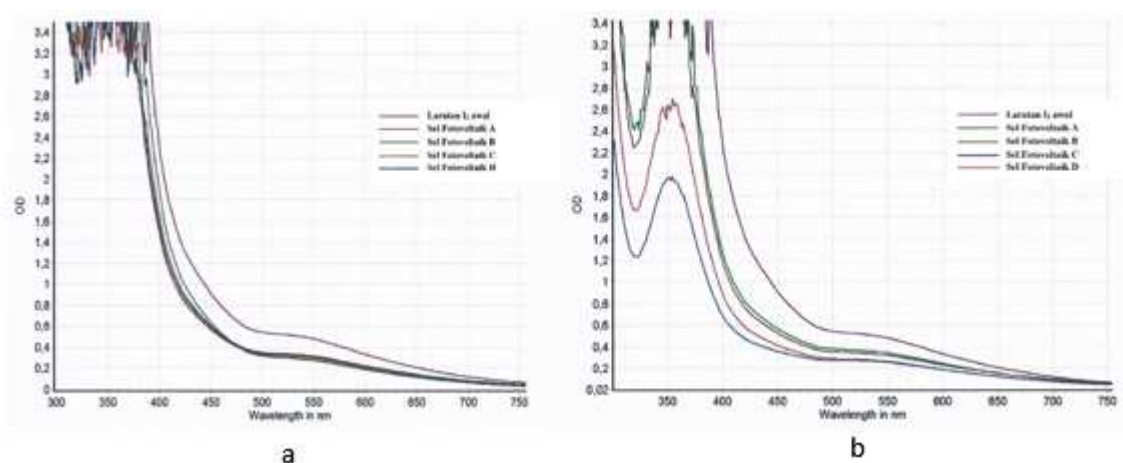 3,4
3,2
3
2,8
2,6
2,4
2,2
2
1,8
1,6
1,4
1,2
1
0,8
0,6
0,4
0,2
0
OD
300 350 400 450 500 550 600 650 700 750
Wavelength in nm
Larutan I₂ awal
Sel Fotovoltaik A
Sel Fotovoltaik B
Sel Fotovoltaik C
Sel Fotovoltaik D
a
3,4
3,2
3
2,8
2,6
2,4
2,2
2
1,8
1,6
1,4
1,2
1
0,8
0,6
0,4
0,2
0,02
OD
350 400 450 500 550 600 650 700 750
Wavelength in nm
Larutan I₂ awal
Sel Fotovoltaik A
Sel Fotovoltaik B
Sel Fotovoltaik C
Sel Fotovoltaik D
b